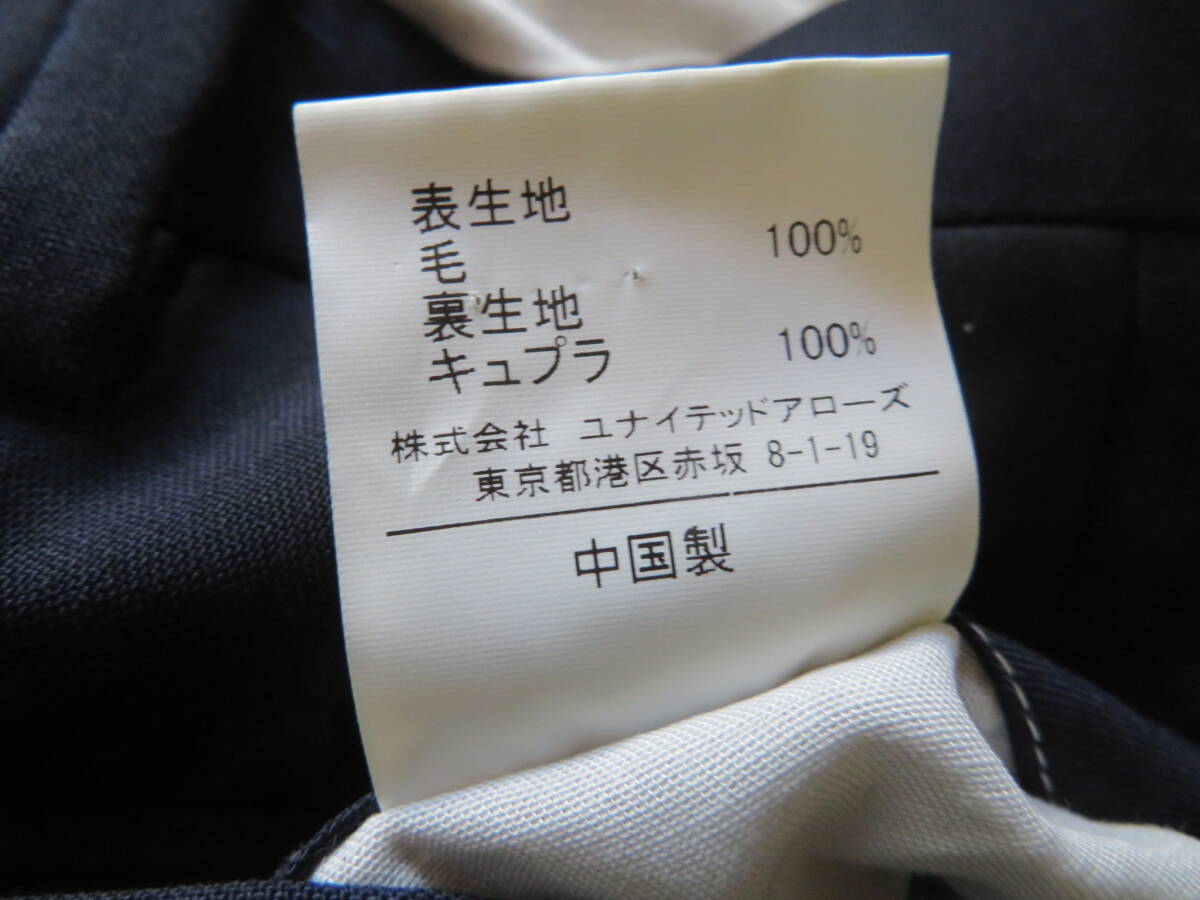 表生地
毛 100%
裏生地
キュプラ 100%
株式会社 ユナイテッドアローズ
東京都港区赤坂 8-1-19
中国製